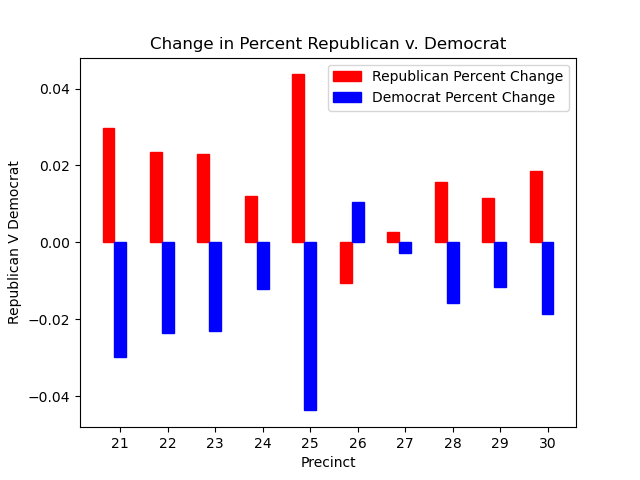 Change in Percent Republican v. Democrat
Republican Percent Change
Democrat Percent Change
Republican V Democrat
0.04
0.02
0.00
−0.02
−0.04
21 22 23 24 25 26 27 28 29 30
Precinct